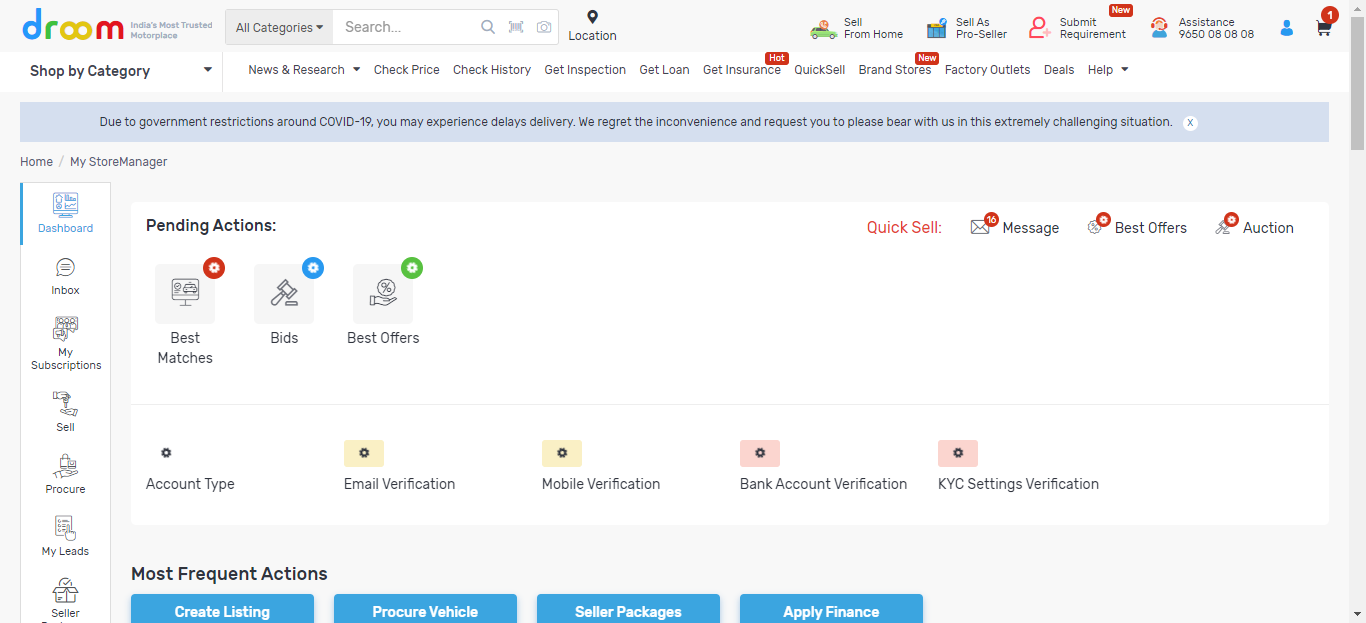 droom India's Most Trusted
Motorplace
All Categories
Search...
Location
Sell
From Home
Sell As
Pro-Seller
New
Submit
Requirement
Assistance
9650 08 08 08
1
Shop by Category
News & Research
Check Price
Check History
Get Inspection
Get Loan
Get Insurance
Hot
QuickSell
Brand Stores
New
Factory Outlets
Deals
Help
Due to government restrictions around COVID-19, you may experience delays delivery. We regret the inconvenience and request you to please bear with us in this extremely challenging situation. X
Home / My StoreManager
Dashboard
Inbox
My
Subscriptions
Sell
Procure
My Leads
Seller
Pending Actions:
Quick Sell:
16
Message
Best Offers
Auction
Best
Matches
Bids
Best Offers
Account Type
Email Verification
Mobile Verification
Bank Account Verification
KYC Settings Verification
Most Frequent Actions
Create Listing
Procure Vehicle
Seller Packages
Apply Finance